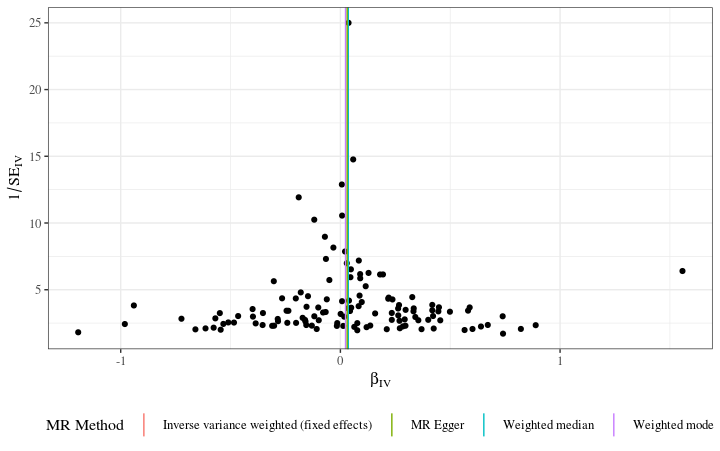 25
20
15
10
5
1/SE_IV
-1
0
1
β_IV
MR Method
Inverse variance weighted (fixed effects)
MR Egger
Weighted median
Weighted mode